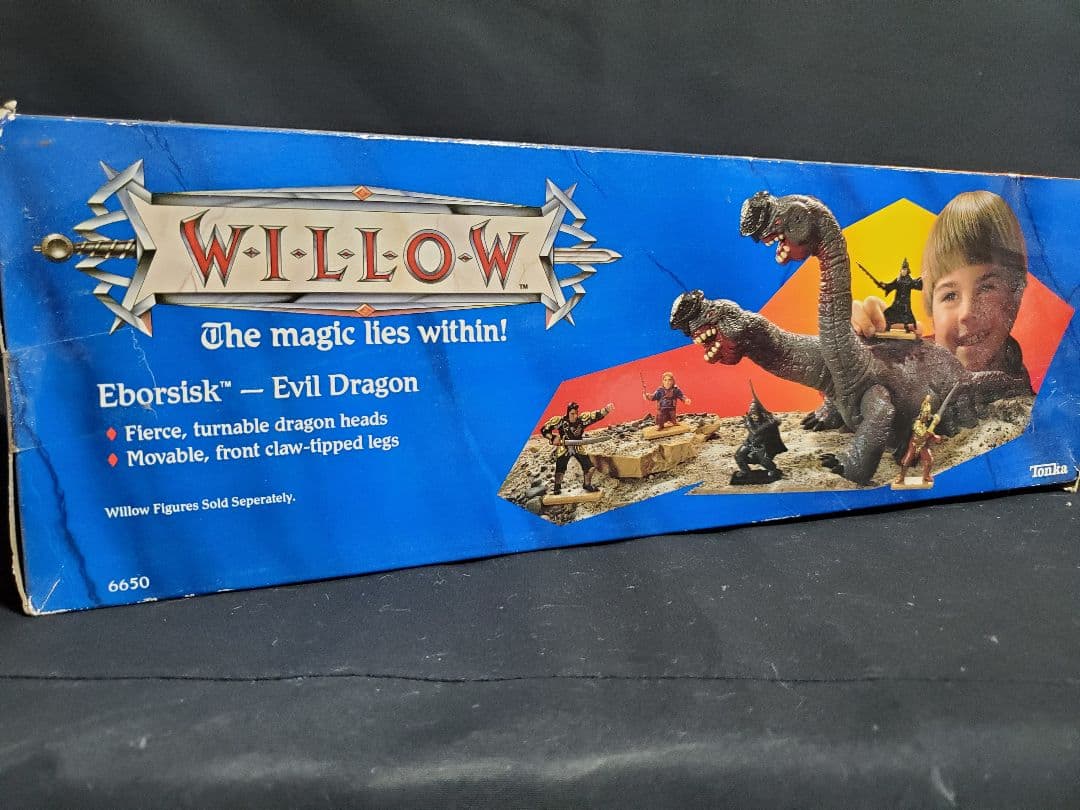 W·I·L·L·O·W™
The magic lies within!
Eborsisk™ — Evil Dragon
♦ Fierce, turnable dragon heads
♦ Movable, front claw-tipped legs
Willow Figures Sold Seperately.
6650
Tonka